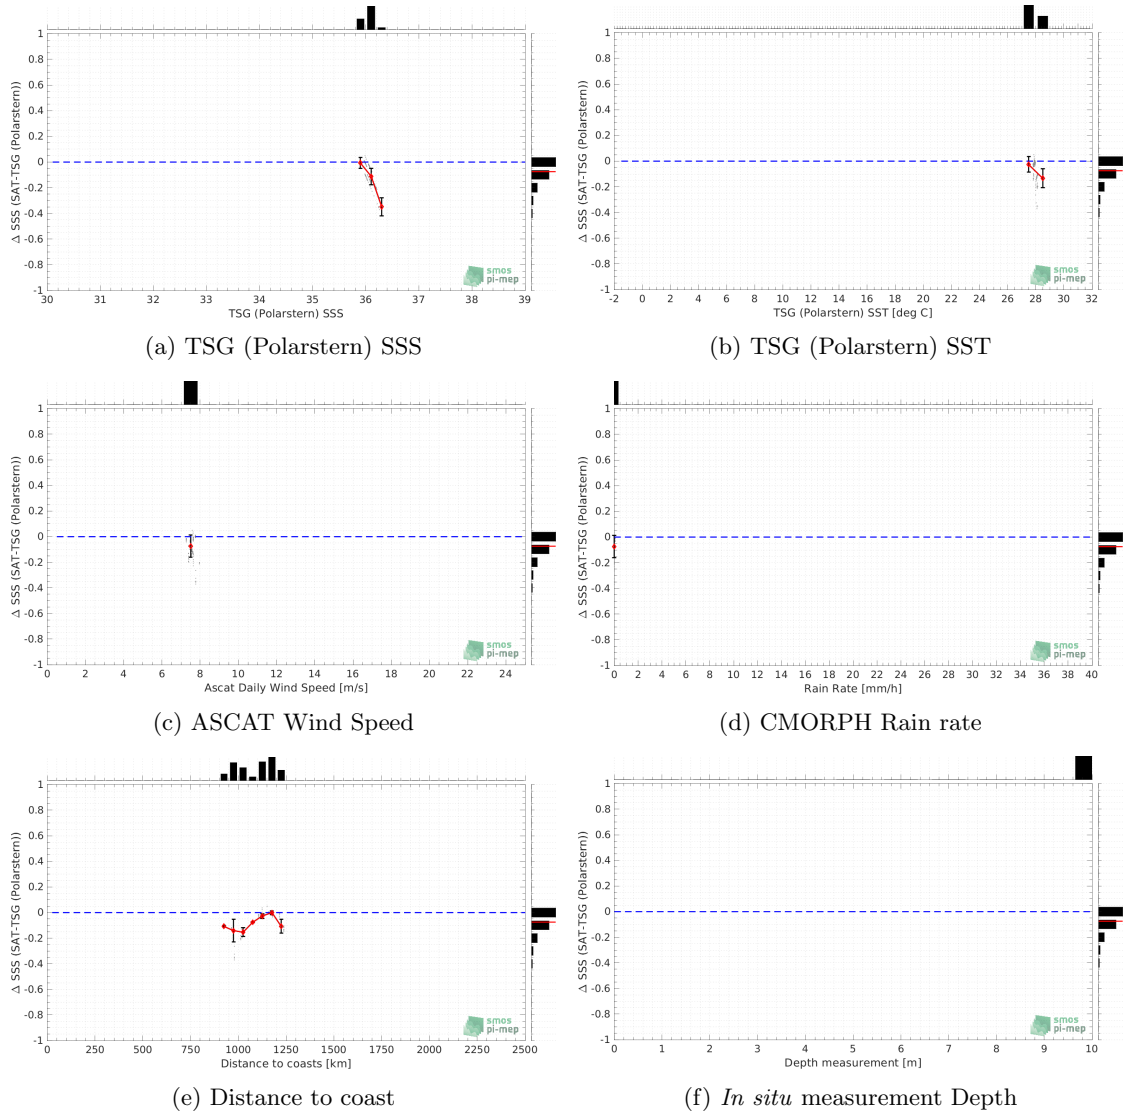 Δ SSS (SAT-TSG (Polarstern))
1
0.8
0.6
0.4
0.2
0
-0.2
-0.4
-0.6
-0.8
-1
30 31 32 33 34 35 36 37 38 39
TSG (Polarstern) SSS
smos
pi-mep
(a) TSG (Polarstern) SSS
Δ SSS (SAT-TSG (Polarstern))
1
0.8
0.6
0.4
0.2
0
-0.2
-0.4
-0.6
-0.8
-1
-2 0 2 4 6 8 10 12 14 16 18 20 22 24 26 28 30 32
TSG (Polarstern) SST [deg C]
smos
pi-mep
(b) TSG (Polarstern) SST
Δ SSS (SAT-TSG (Polarstern))
1
0.8
0.6
0.4
0.2
0
-0.2
-0.4
-0.6
-0.8
-1
0 2 4 6 8 10 12 14 16 18 20 22 24
Ascat Daily Wind Speed [m/s]
smos
pi-mep
(c) ASCAT Wind Speed
Δ SSS (SAT-TSG (Polarstern))
1
0.8
0.6
0.4
0.2
0
-0.2
-0.4
-0.6
-0.8
-1
0 2 4 6 8 10 12 14 16 18 20 22 24 26 28 30 32 34 36 38 40
Rain Rate [mm/h]
smos
pi-mep
(d) CMORPH Rain rate
Δ SSS (SAT-TSG (Polarstern))
1
0.8
0.6
0.4
0.2
0
-0.2
-0.4
-0.6
-0.8
-1
0 250 500 750 1000 1250 1500 1750 2000 2250 2500
Distance to coasts [km]
smos
pi-mep
(e) Distance to coast
Δ SSS (SAT-TSG (Polarstern))
1
0.8
0.6
0.4
0.2
0
-0.2
-0.4
-0.6
-0.8
-1
0 1 2 3 4 5 6 7 8 9 10
Depth measurement [m]
smos
pi-mep
(f) In situ measurement Depth